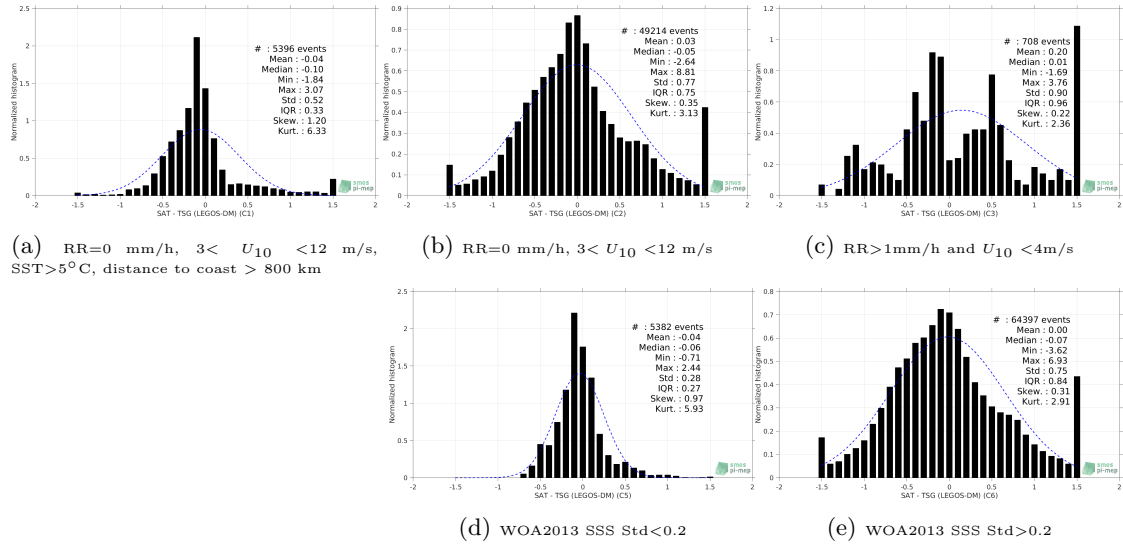 Normalized histogram
2.5
2
1.5
1
0.5
0
-2 -1.5 -1 -0.5 0 0.5 1 1.5 2
SAT - TSG (LEGOS-DM) (C1)
# : 5396 events
Mean : -0.04
Median : -0.10
Min : -1.84
Max : 3.07
Std : 0.52
IQR : 0.33
Skew. : 1.20
Kurt. : 6.33
smos
pi-mep
(a) RR=0 mm/h, 3< U10 <12 m/s,
SST>5°C, distance to coast > 800 km
Normalized histogram
0.9
0.8
0.7
0.6
0.5
0.4
0.3
0.2
0.1
0
-2 -1.5 -1 -0.5 0 0.5 1 1.5 2
SAT - TSG (LEGOS-DM) (C2)
# : 49214 events
Mean : 0.03
Median : -0.05
Min : -2.64
Max : 8.81
Std : 0.77
IQR : 0.75
Skew. : 0.35
Kurt. : 3.13
smos
pi-mep
(b) RR=0 mm/h, 3< U10 <12 m/s
Normalized histogram
1.2
1
0.8
0.6
0.4
0.2
0
-2 -1.5 -1 -0.5 0 0.5 1 1.5 2
SAT - TSG (LEGOS-DM) (C3)
# : 708 events
Mean : 0.20
Median : 0.01
Min : -1.69
Max : 3.76
Std : 0.90
IQR : 0.96
Skew. : 0.22
Kurt. : 2.36
smos
pi-mep
(c) RR>1mm/h and U10 <4m/s
Normalized histogram
2.5
2
1.5
1
0.5
0
-2 -1.5 -1 -0.5 0 0.5 1 1.5 2
SAT - TSG (LEGOS-DM) (C5)
# : 5382 events
Mean : -0.04
Median : -0.06
Min : -0.71
Max : 2.44
Std : 0.28
IQR : 0.27
Skew. : 0.97
Kurt. : 5.93
smos
pi-mep
(d) WOA2013 SSS Std<0.2
Normalized histogram
0.8
0.7
0.6
0.5
0.4
0.3
0.2
0.1
0
-2 -1.5 -1 -0.5 0 0.5 1 1.5 2
SAT - TSG (LEGOS-DM) (C6)
# : 64397 events
Mean : 0.00
Median : -0.07
Min : -3.62
Max : 6.93
Std : 0.75
IQR : 0.84
Skew. : 0.31
Kurt. : 2.91
smos
pi-mep
(e) WOA2013 SSS Std>0.2